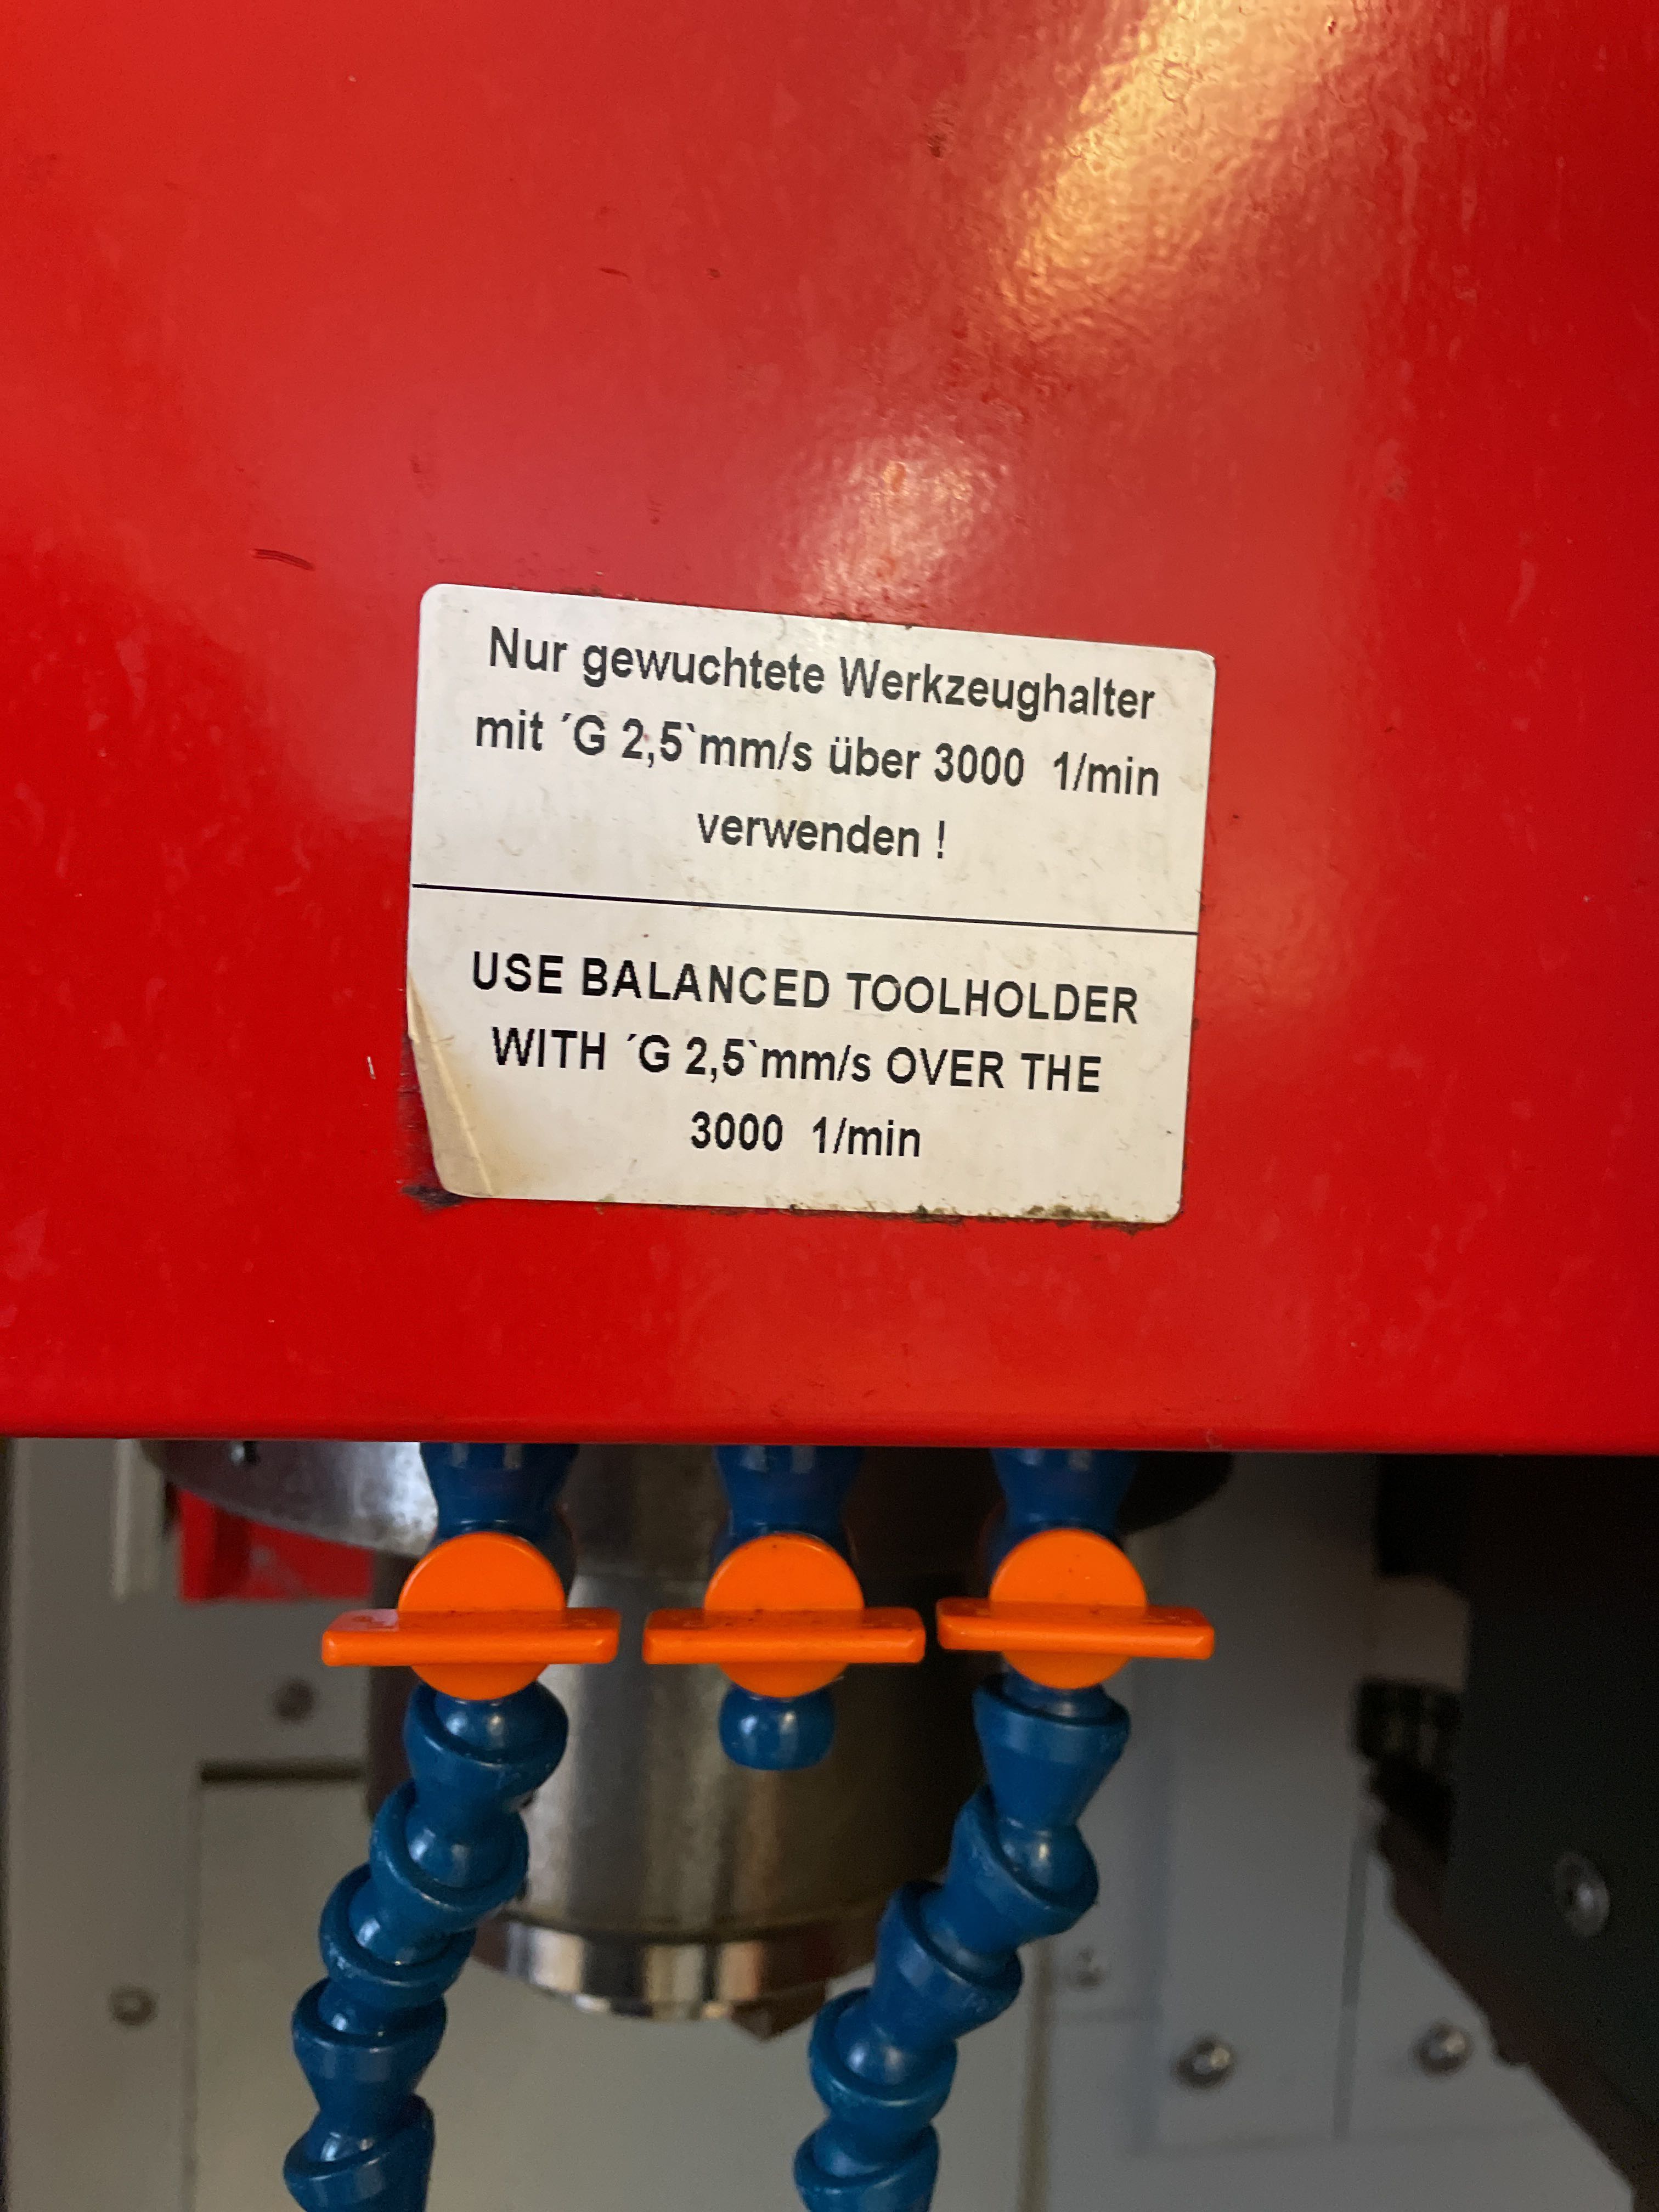 Nur gewuchtete Werkzeughalter
mit ´G 2,5`mm/s über 3000 1/min
verwenden !
USE BALANCED TOOLHOLDER
WITH ´G 2,5`mm/s OVER THE
3000 1/min